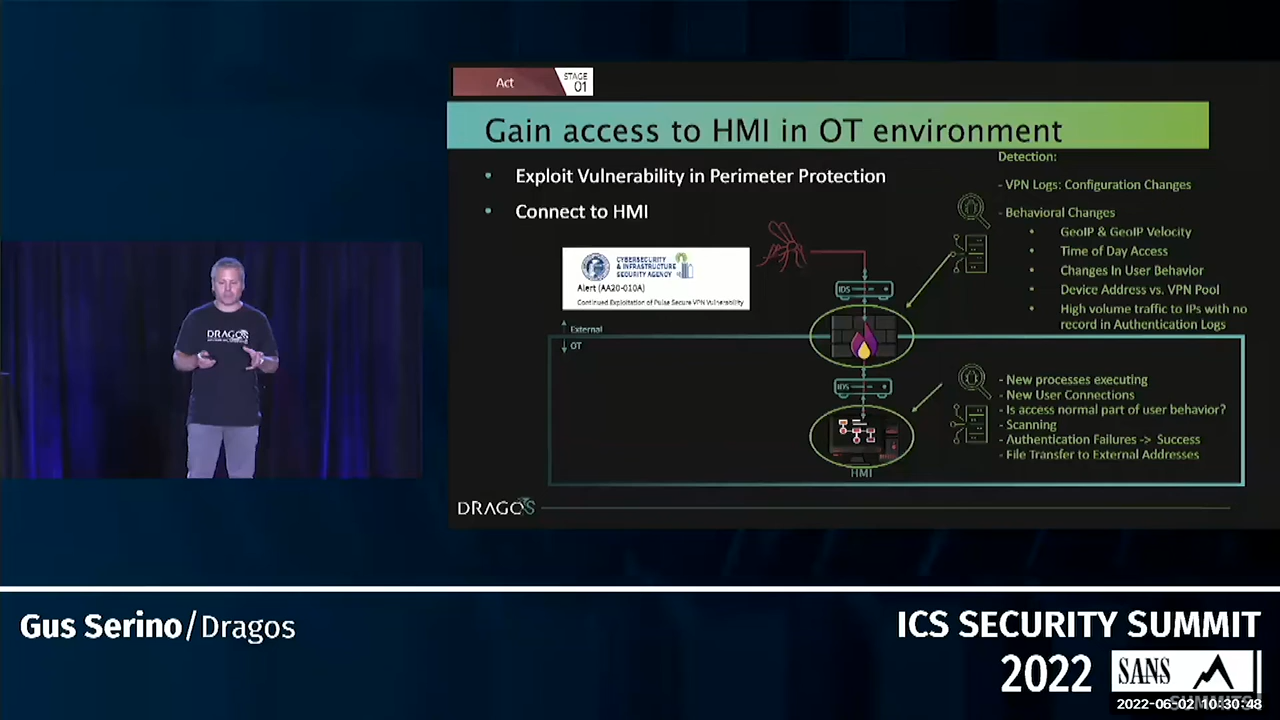 Act
STAGE
01
Gain access to HMI in OT environment
• Exploit Vulnerability in Perimeter Protection
• Connect to HMI
CYBERSECURITY
& INFRASTRUCTURE
SECURITY AGENCY
Alert (AA20-010A)
Continued Exploitation of Pulse Secure VPN Vulnerability
External
OT
IDS
IDS
HMI
Detection:
- VPN Logs: Configuration Changes
- Behavioral Changes
• GeoIP & GeoIP Velocity
• Time of Day Access
• Changes In User Behavior
• Device Address vs. VPN Pool
• High volume traffic to IPs with no
record in Authentication Logs
- New processes executing
- New User Connections
- Is access normal part of user behavior?
- Scanning
- Authentication Failures -> Success
- File Transfer to External Addresses
DRAGOS
DRAGOS
Gus Serino/Dragos
ICS SECURITY SUMMIT
2022
SANS
SUMMITS
2022-06-02 10:30:48